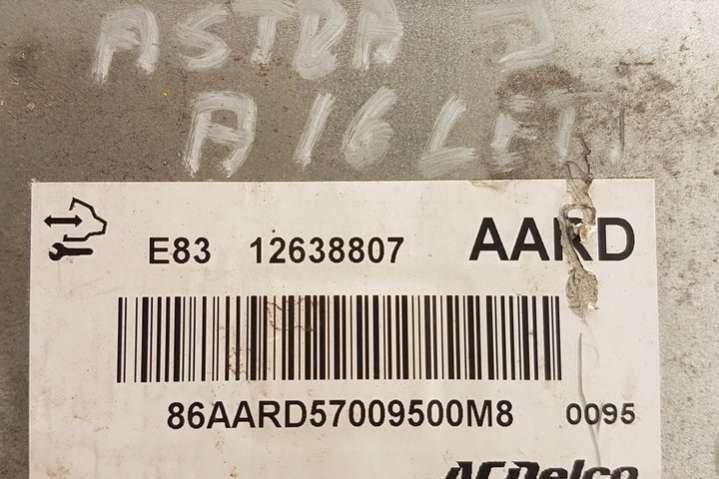 ASTRA J
A16LET
E83 12638807 AARD
86AARD57009500M8 0095
ACDelco